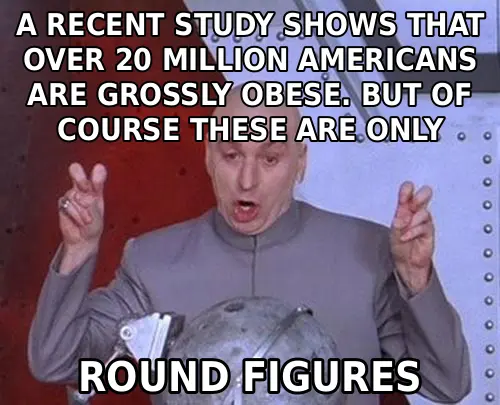 A RECENT STUDY SHOWS THAT
OVER 20 MILLION AMERICANS
ARE GROSSLY OBESE. BUT OF
COURSE THESE ARE ONLY
ROUND FIGURES